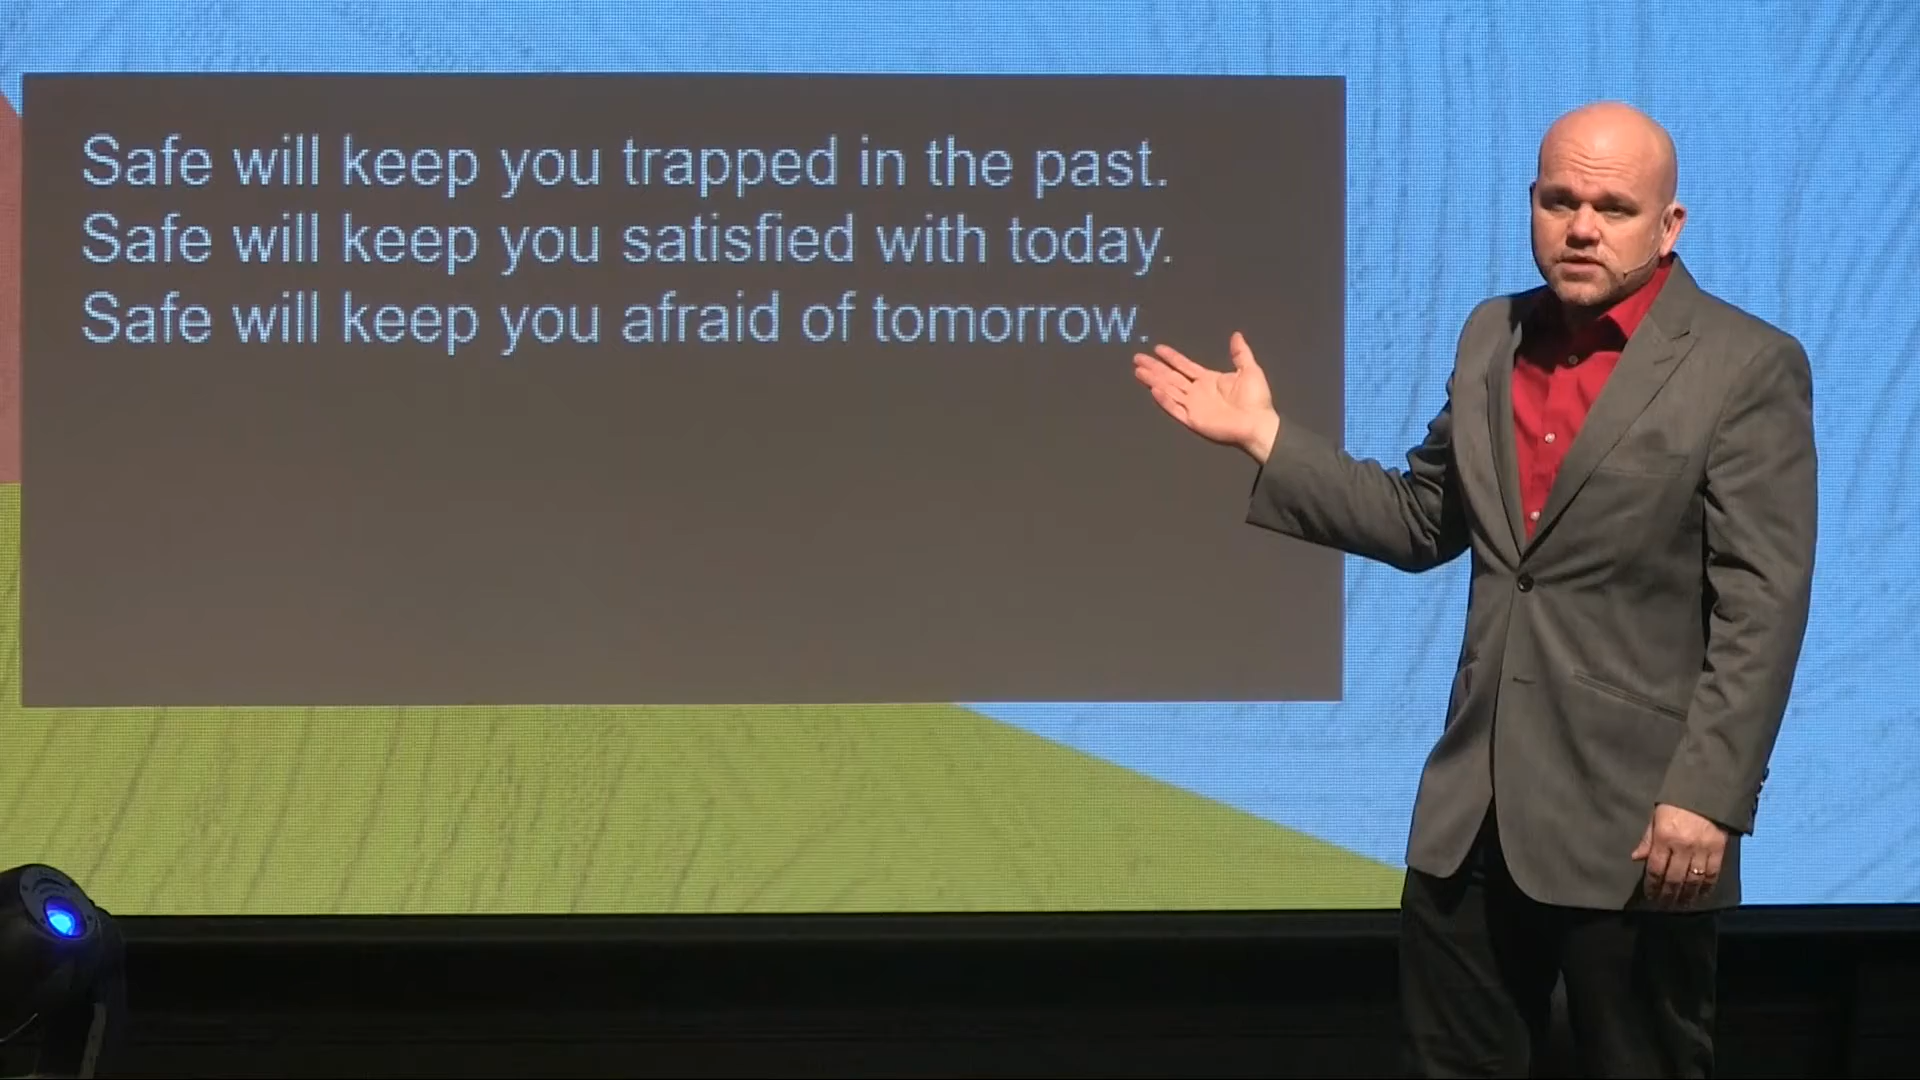 Safe will keep you trapped in the past.
Safe will keep you satisfied with today.
Safe will keep you afraid of tomorrow.